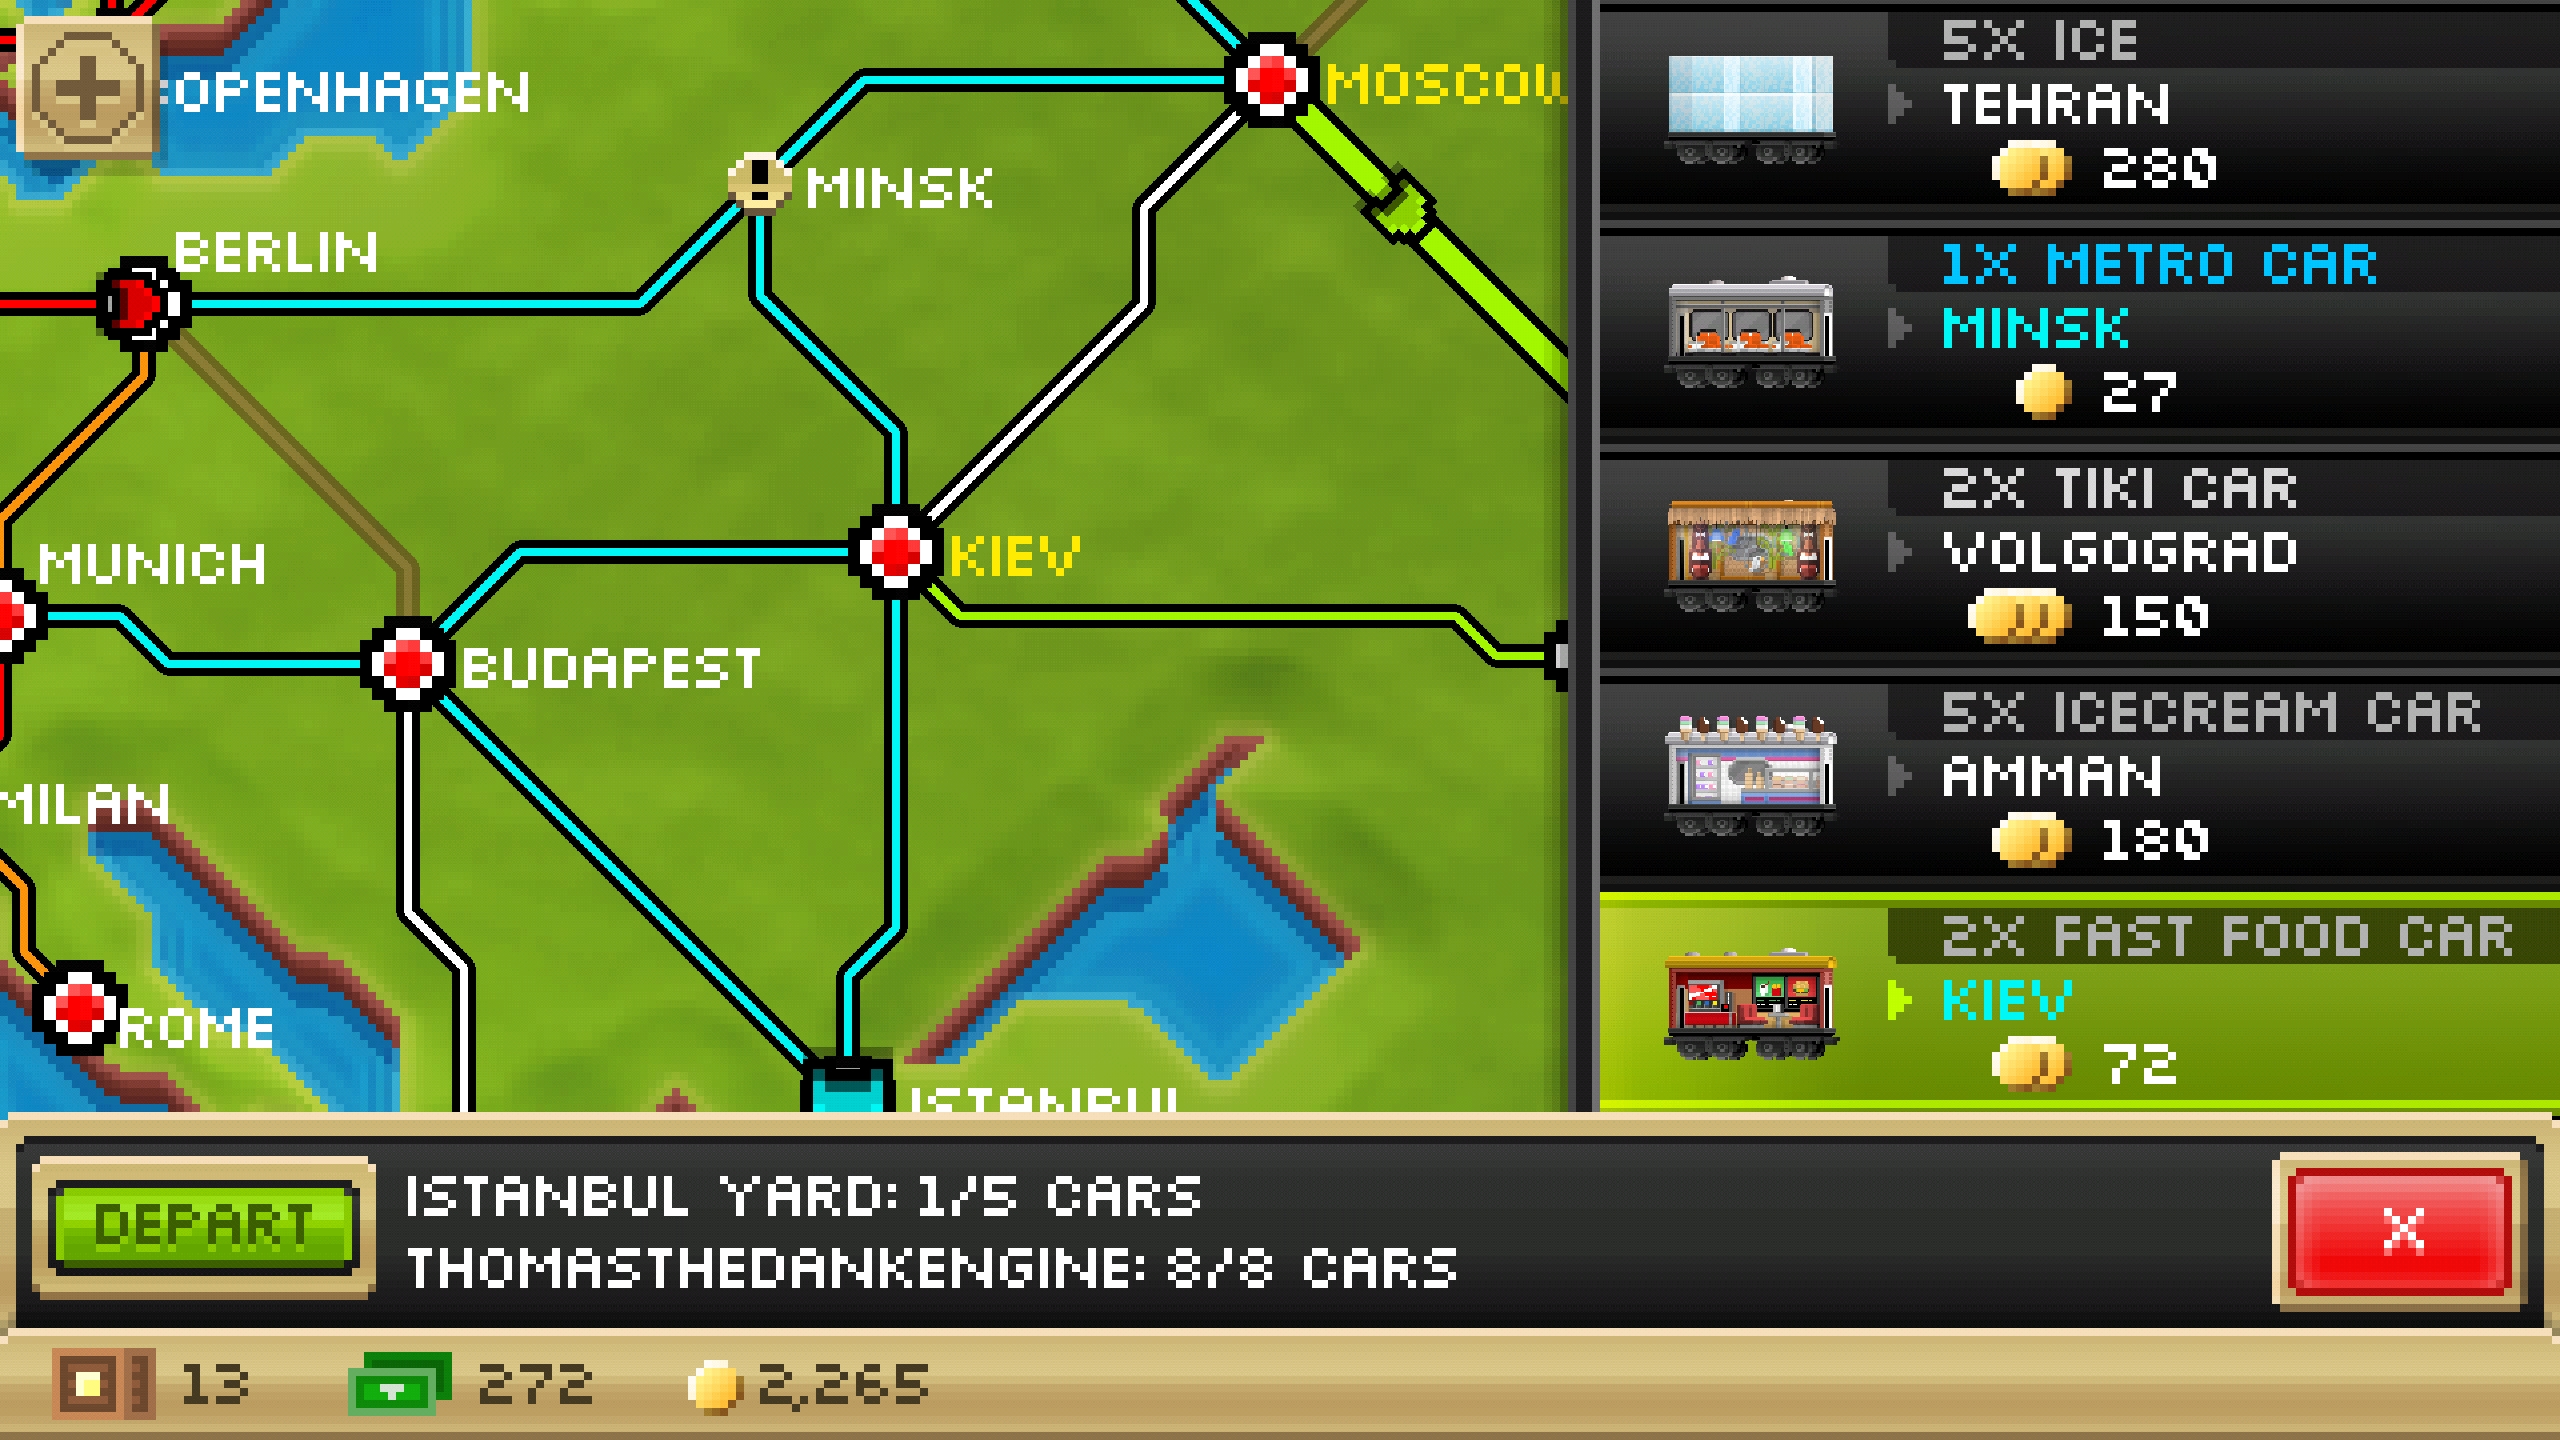 COPENHAGEN
MOSCOW
MINSK
BERLIN
MUNICH
KIEV
BUDAPEST
MILAN
ROME
ISTANBUL
5X ICE
TEHRAN
280
1X METRO CAR
MINSK
27
2X TIKI CAR
VOLGOGRAD
150
5X ICECREAM CAR
AMMAN
180
2X FAST FOOD CAR
KIEV
72
DEPART
ISTANBUL YARD: 1/5 CARS
THOMASTHEDANKENGINE: 8/8 CARS
X
13
272
2,265